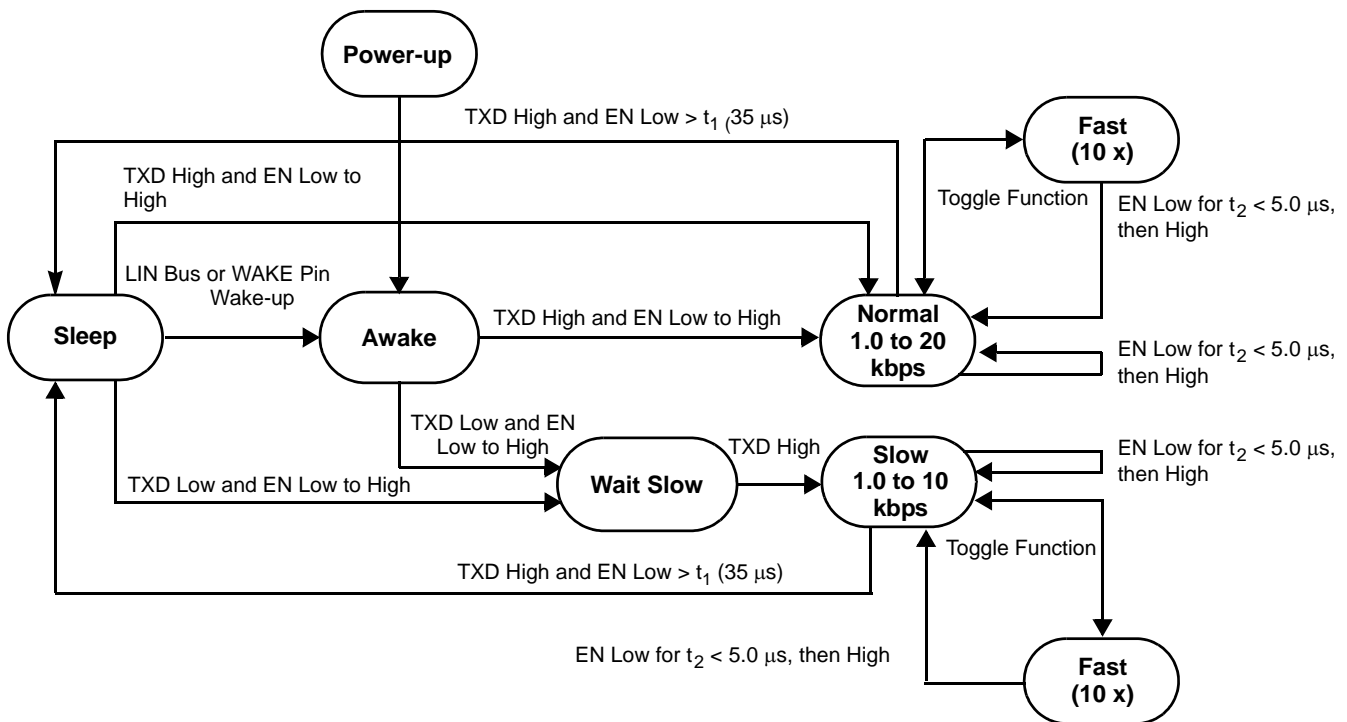 Power-up
TXD High and EN Low > t1 (35 μs)
Fast
(10 x)
TXD High and EN Low to
High
Toggle Function
EN Low for t2 < 5.0 μs,
then High
LIN Bus or WAKE Pin
Wake-up
Sleep
Awake
TXD High and EN Low to High
Normal
1.0 to 20
kbps
EN Low for t2 < 5.0 μs,
then High
TXD Low and EN
Low to High
TXD High
Slow
1.0 to 10
kbps
EN Low for t2 < 5.0 μs,
then High
TXD Low and EN Low to High
Wait Slow
Toggle Function
TXD High and EN Low > t1 (35 μs)
EN Low for t2 < 5.0 μs, then High
Fast
(10 x)